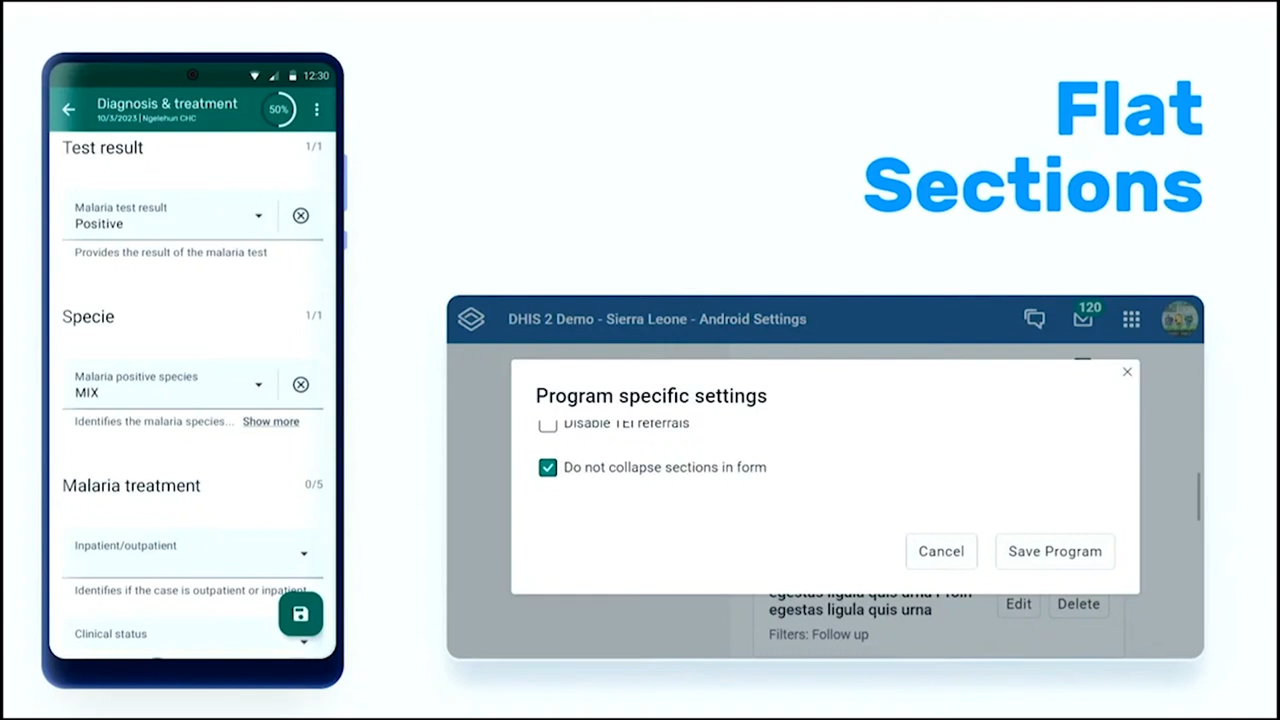 12:30
Diagnosis & treatment
10/3/2023 | Ngelehun CHC
50%
Test result
1/1
Malaria test result
Positive
Provides the result of the malaria test
Specie
1/1
Malaria positive species
MIX
Identifies the malaria species... Show more
Malaria treatment
0/5
Inpatient/outpatient
Identifies if the case is outpatient or inpatient
Clinical status
Flat
Sections
DHIS 2 Demo - Sierra Leone - Android Settings
120
Program specific settings
Disable TEI referrals
Do not collapse sections in form
Cancel
Save Program
egestas ligula quis urna Proin
egestas ligula quis urna
Edit
Delete
Filters: Follow up